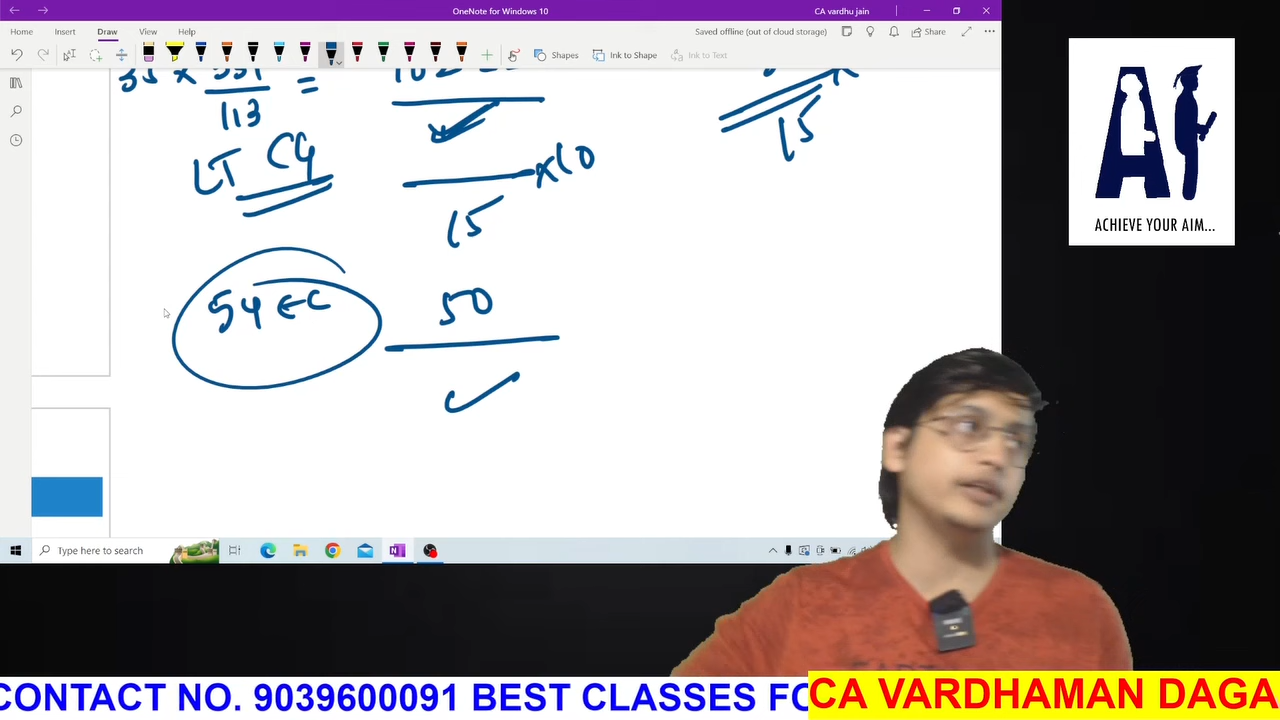 OneNote for Windows 10
CA vardhu jain
Home Insert Draw View Help
Saved offline (out of cloud storage)
Share
Shapes
Ink to Shape
Ink to Text
35 x
113
=
LT CG
x10
15
15
54 ← C
50
ACHIEVE YOUR AIM...
Type here to search
CONTACT NO. 9039600091 BEST CLASSES FO
CA VARDHAMAN DAGA